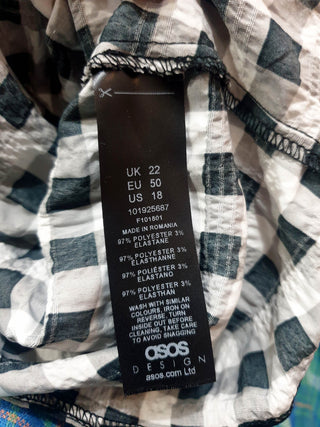 UK 22
EU 50
US 18
101925687
F101601
MADE IN ROMANIA
97% POLYESTER 3%
ELASTANE
97% POLYESTER 3%
ELASTHANNE
97% POLIÉSTER 3%
ELASTANO
97% POLYESTER 3%
ELASTHAN
WASH WITH SIMILAR
COLOURS, IRON ON
REVERSE, TURN
INSIDE OUT BEFORE
CLEANING, TAKE CARE
TO AVOID SNAGGING
asos
DESIGN
asos.com Ltd